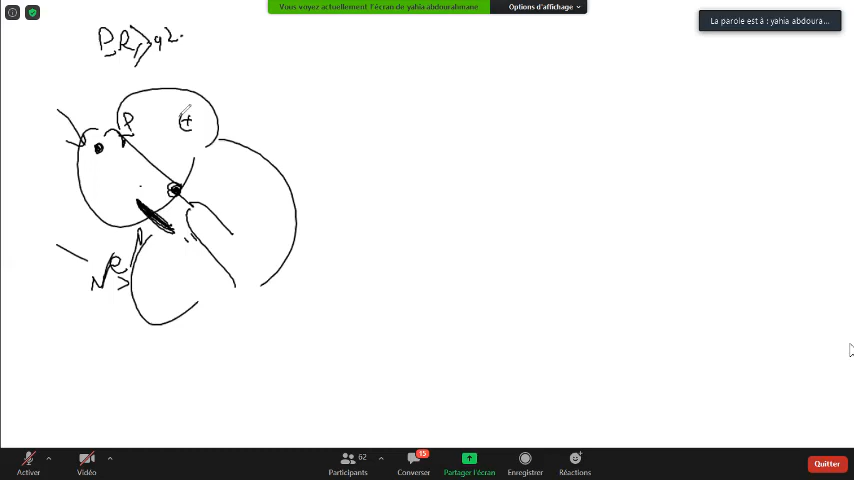 Vous voyez actuellement l'écran de yahia abdourahmane
Options d'affichage
La parole est à : yahia abdoura...
P
+
N
Activer
Vidéo
62
Participants
15
Converser
Partager l'écran
Enregistrer
Réactions
Quitter